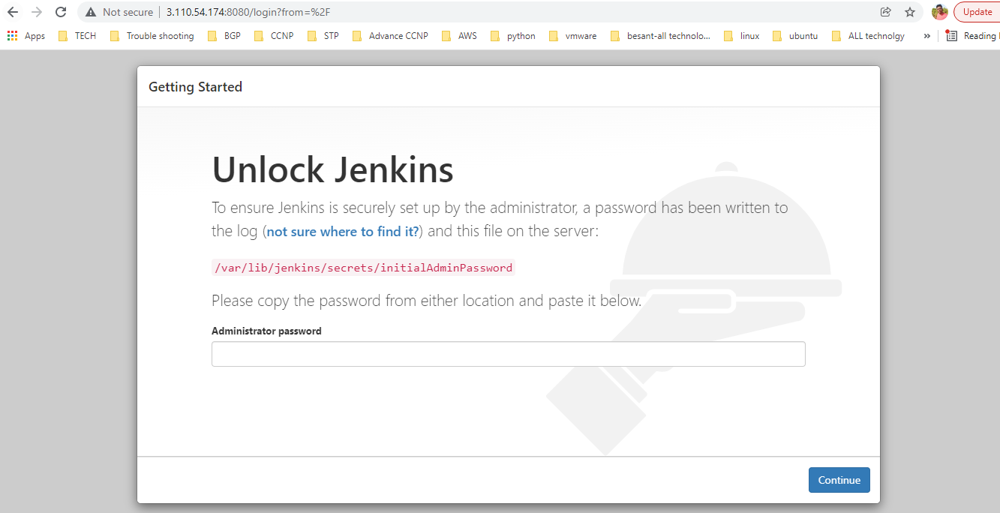 Not secure | 3.110.54.174:8080/login?from=%2F Update
Apps TECH Trouble shooting BGP CCNP STP Advance CCNP AWS python vmware besant-all technolo... linux ubuntu ALL technolgy » Reading
Getting Started
Unlock Jenkins
To ensure Jenkins is securely set up by the administrator, a password has been written to
the log (not sure where to find it?) and this file on the server:
/var/lib/jenkins/secrets/initialAdminPassword
Please copy the password from either location and paste it below.
Administrator password
Continue